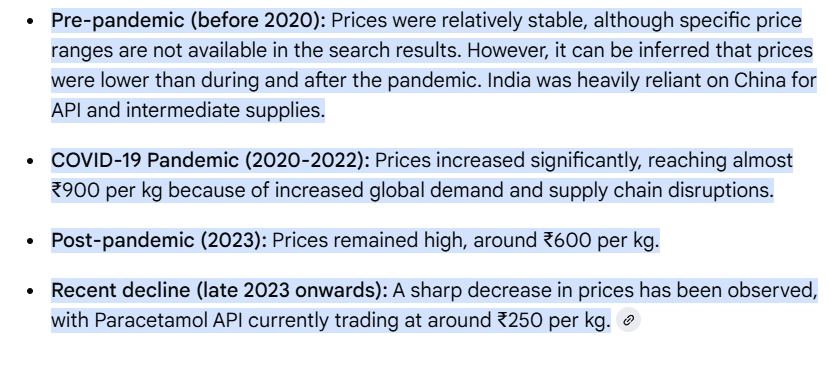 • Pre-pandemic (before 2020): Prices were relatively stable, although specific price
ranges are not available in the search results. However, it can be inferred that prices
were lower than during and after the pandemic. India was heavily reliant on China for
API and intermediate supplies.
• COVID-19 Pandemic (2020-2022): Prices increased significantly, reaching almost
₹900 per kg because of increased global demand and supply chain disruptions.
• Post-pandemic (2023): Prices remained high, around ₹600 per kg.
• Recent decline (late 2023 onwards): A sharp decrease in prices has been observed,
with Paracetamol API currently trading at around ₹250 per kg.